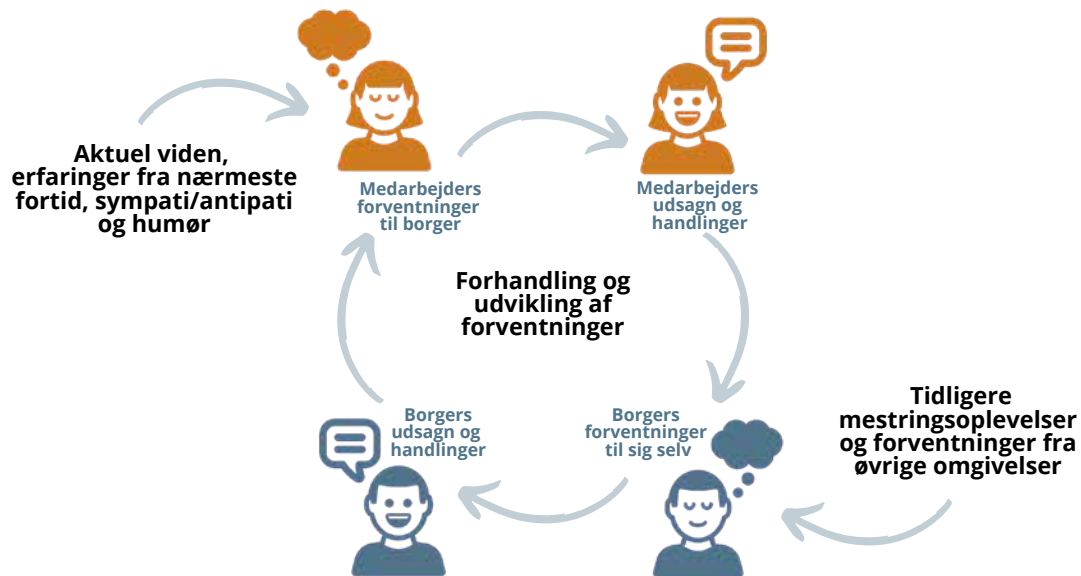 Aktuel viden,
erfaringer fra nærmeste
fortid, sympati/antipati
og humør
Medarbejders
forventninger
til borger
Medarbejders
udsagn og
handlinger
Forhandling og
udvikling af
forventninger
Borgers
udsagn og
handlinger
Borgers
forventninger
til sig selv
Tidligere
mestringsoplevelser
og forventninger fra
øvrige omgivelser